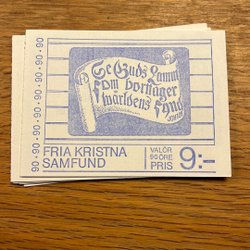 Se Guds Lamm
som borttager
världens synd
FRIA KRISTNA
SAMFUND
VALÖR
90 ÖRE
PRIS
9:-
90·90·90·90·90·90·90